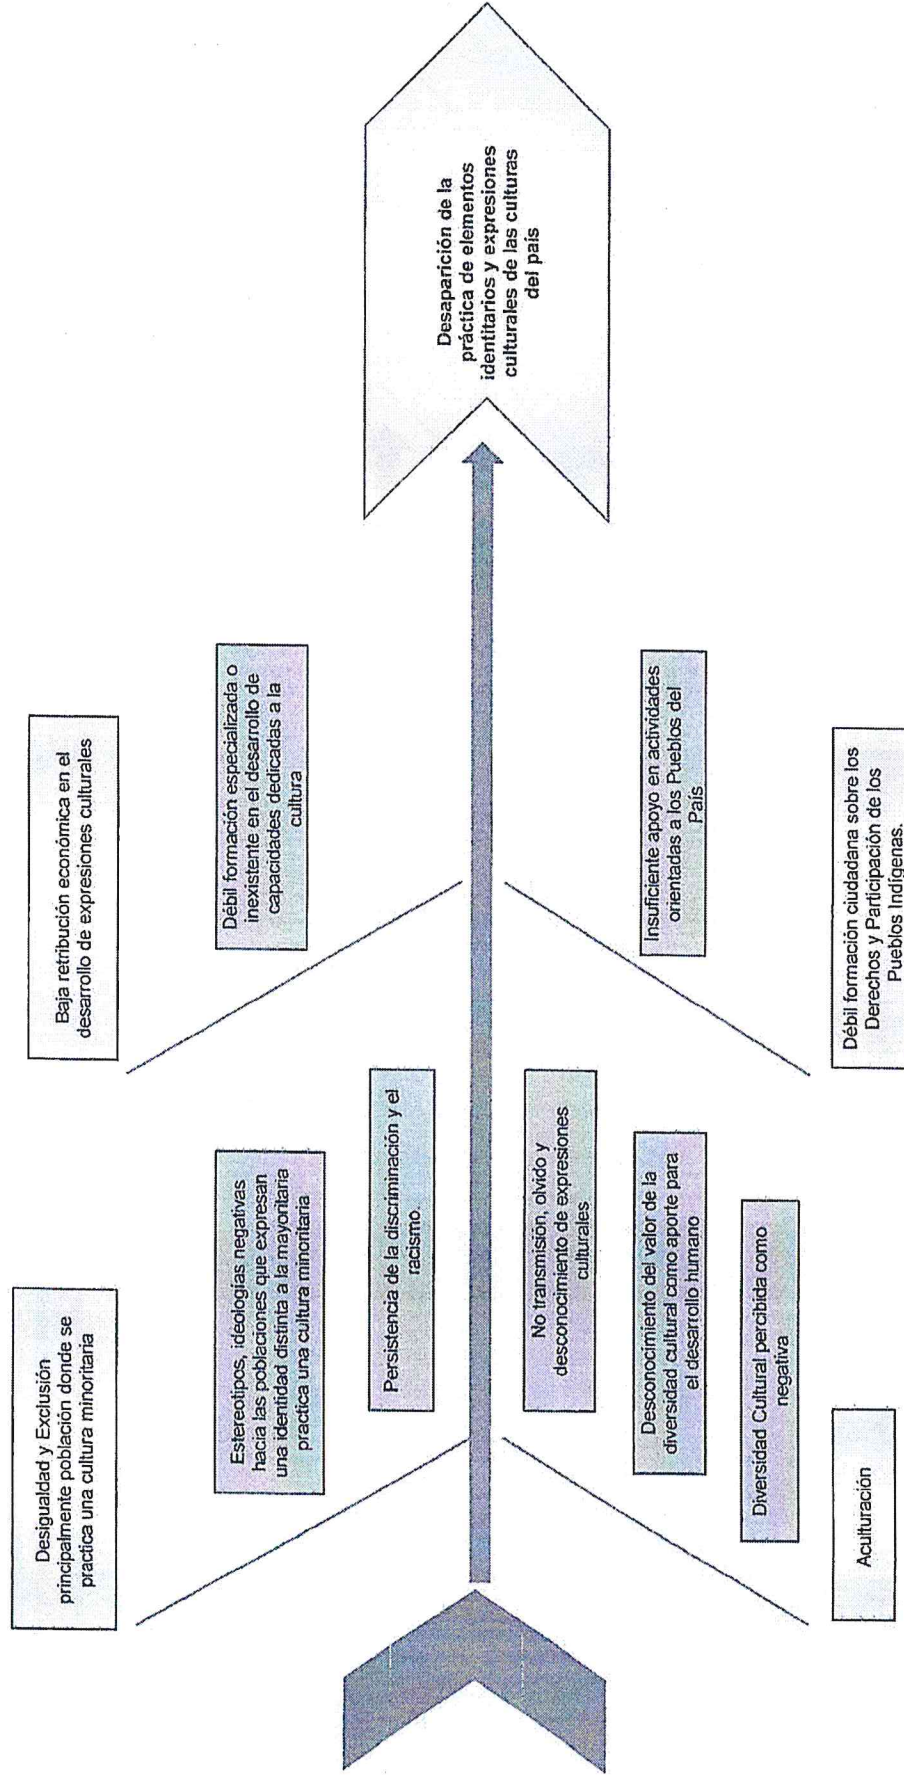 Desigualdad y Exclusión
principalmente población donde se
practica una cultura minoritaria
Baja retribución económica en el
desarrollo de expresiones culturales
Estereotipos, ideologías negativas
hacia las poblaciones que expresan
una identidad distinta a la mayoritaria
practica una cultura minoritaria
Débil formación especializada o
inexistente en el desarrollo de
capacidades dedicadas a la
cultura
Persistencia de la discriminación y el
racismo.
Desaparición de la
práctica de elementos
identitarios y expresiones
culturales de las culturas
del país
No transmisión, olvido y
desconocimiento de expresiones
culturales
Desconocimiento del valor de la
diversidad cultural como aporte para
el desarrollo humano
Insuficiente apoyo en actividades
orientadas a los Pueblos del
País
Diversidad Cultural percibida como
negativa
Aculturación
Débil formación ciudadana sobre los
Derechos y Participación de los
Pueblos Indígenas.